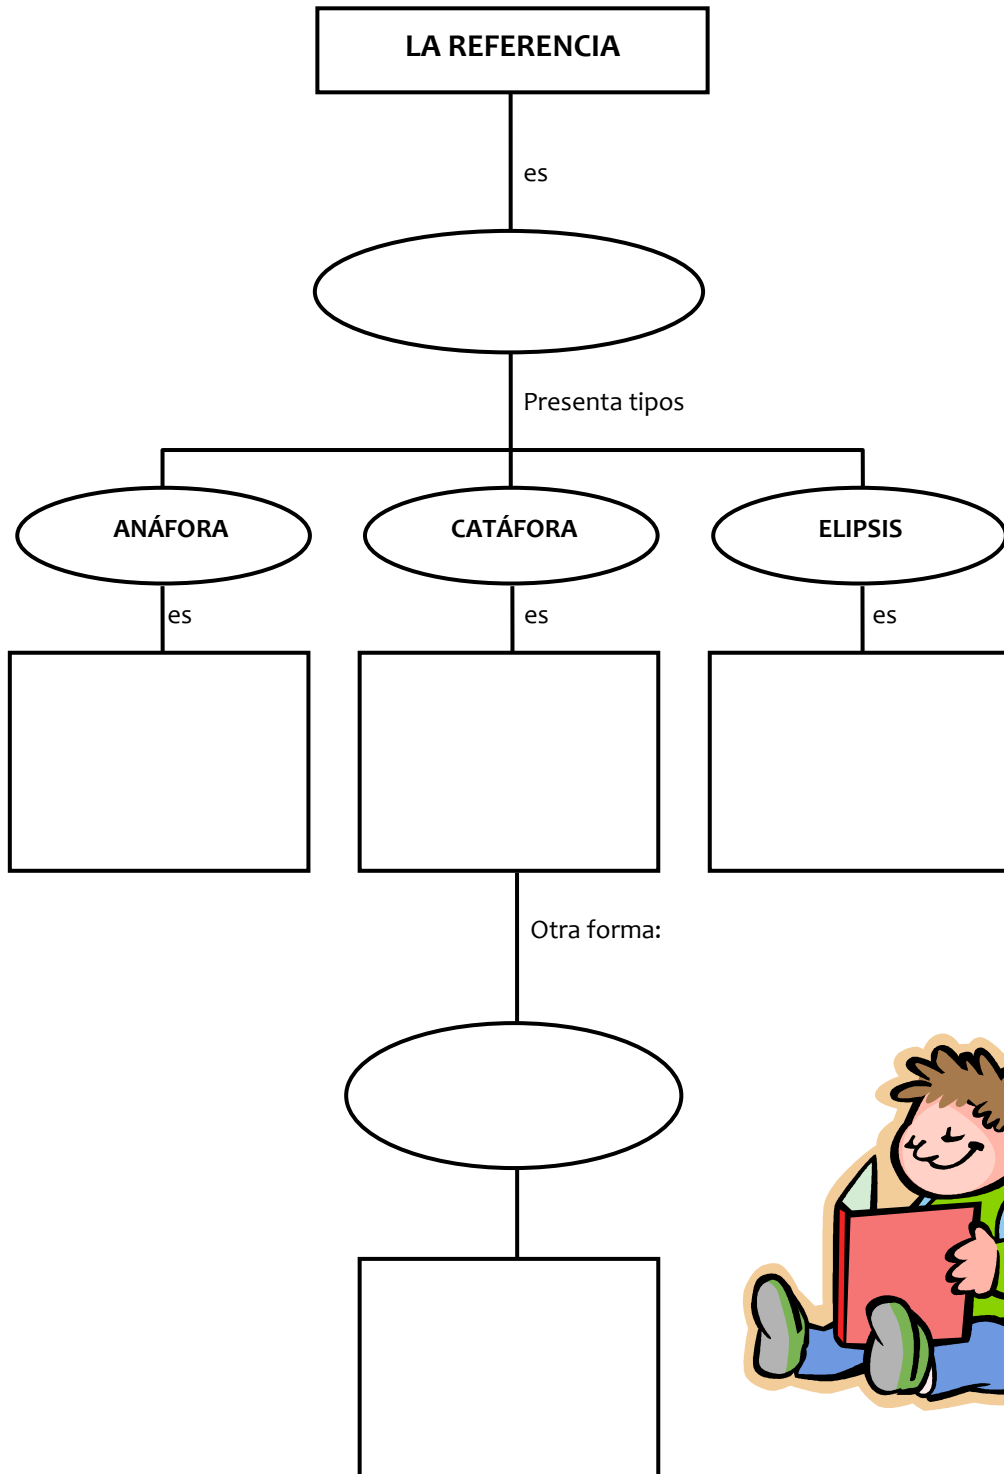 LA REFERENCIA
es
Presenta tipos
ANÁFORA
CATÁFORA
ELIPSIS
es
es
es
Otra forma: